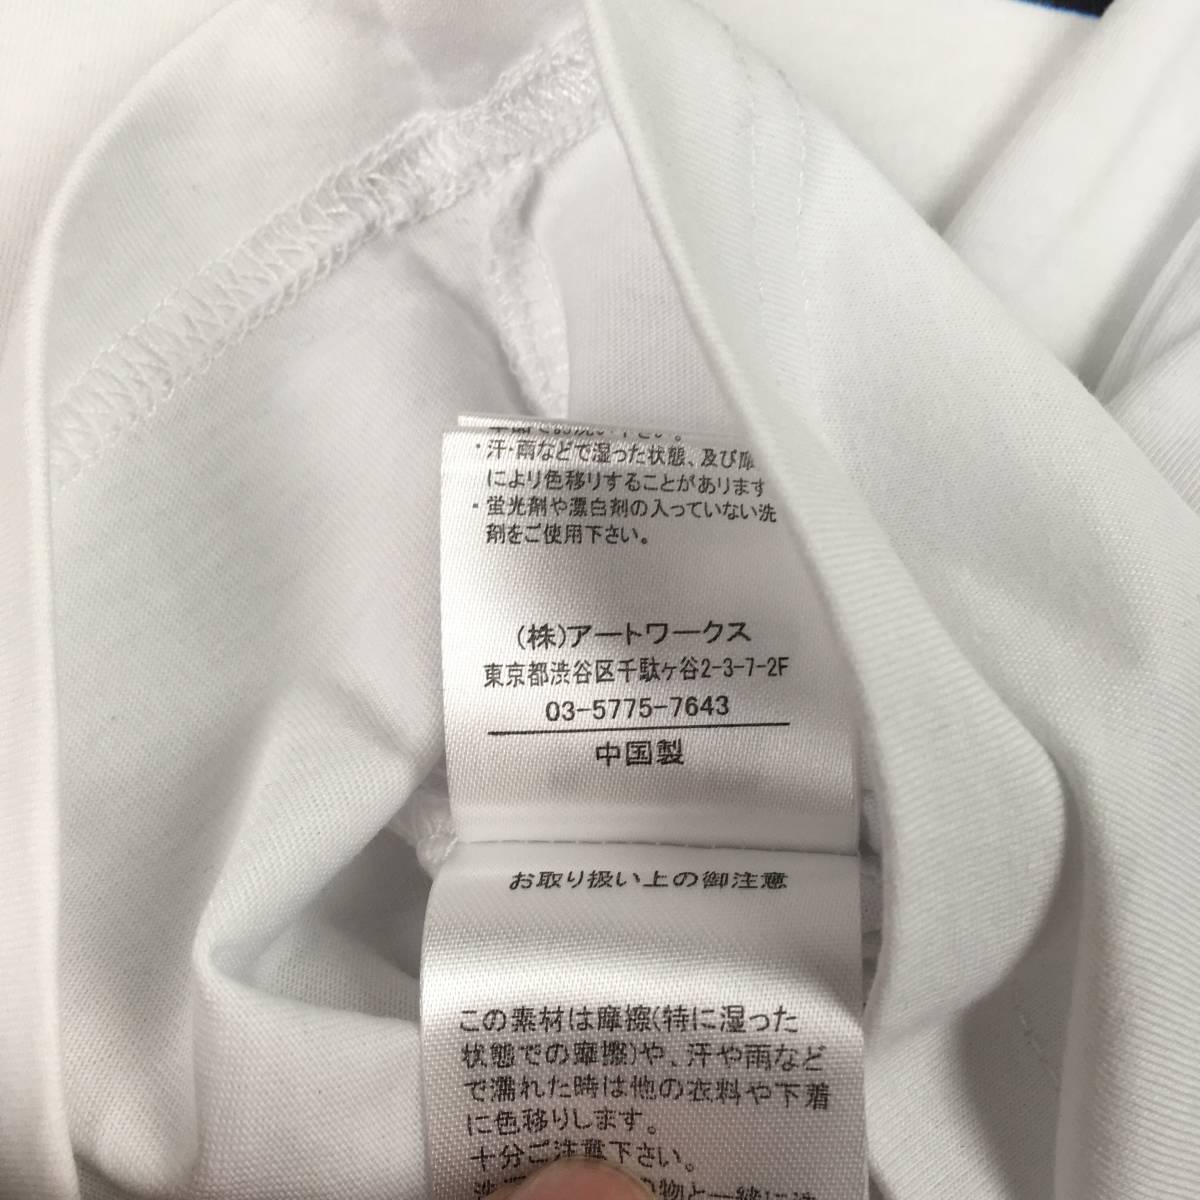 ・汗・雨などで湿った状態、及び摩
により色移りすることがあります
・蛍光剤や漂白剤の入っていない洗
剤をご使用下さい。
(株)アートワークス
東京都渋谷区千駄ヶ谷2-3-7-2F
03-5775-7643
中国製
お取り扱い上の御注意
この素材は摩擦(特に湿った
状態での摩擦)や、汗や雨など
で濡れた時は他の衣料や下着
に色移りします。
十分ご注意下さい。
物と一緒に洗